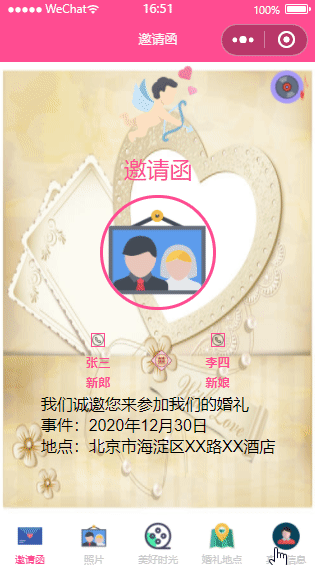 WeChat
16:51
100%
邀请函
邀请函
张三
李四
新郎
新娘
我们诚邀您来参加我们的婚礼
事件：2020年12月30日
地点：北京市海淀区XX路XX酒店
邀请函
照片
美好时光
婚礼地点
信息